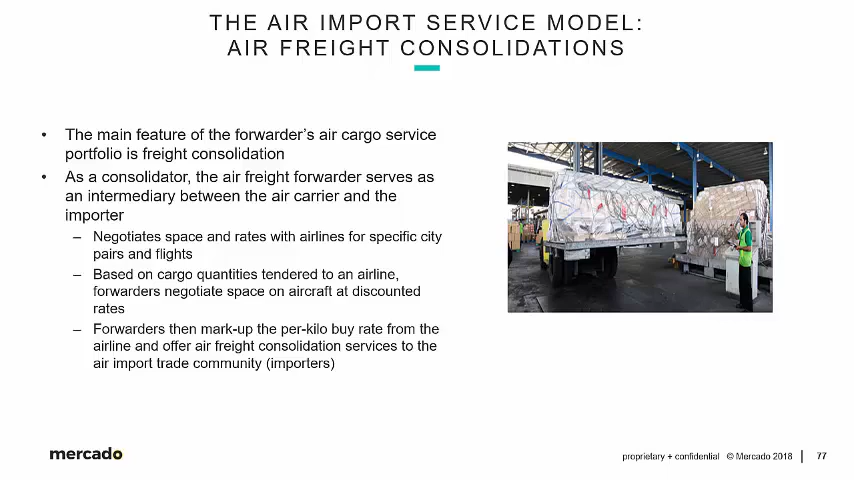 THE AIR IMPORT SERVICE MODEL:
AIR FREIGHT CONSOLIDATIONS
• The main feature of the forwarder's air cargo service
portfolio is freight consolidation
• As a consolidator, the air freight forwarder serves as
an intermediary between the air carrier and the
importer
– Negotiates space and rates with airlines for specific city
pairs and flights
– Based on cargo quantities tendered to an airline,
forwarders negotiate space on aircraft at discounted
rates
– Forwarders then mark-up the per-kilo buy rate from the
airline and offer air freight consolidation services to the
air import trade community (importers)
mercado
proprietary + confidential © Mercado 2018 | 77